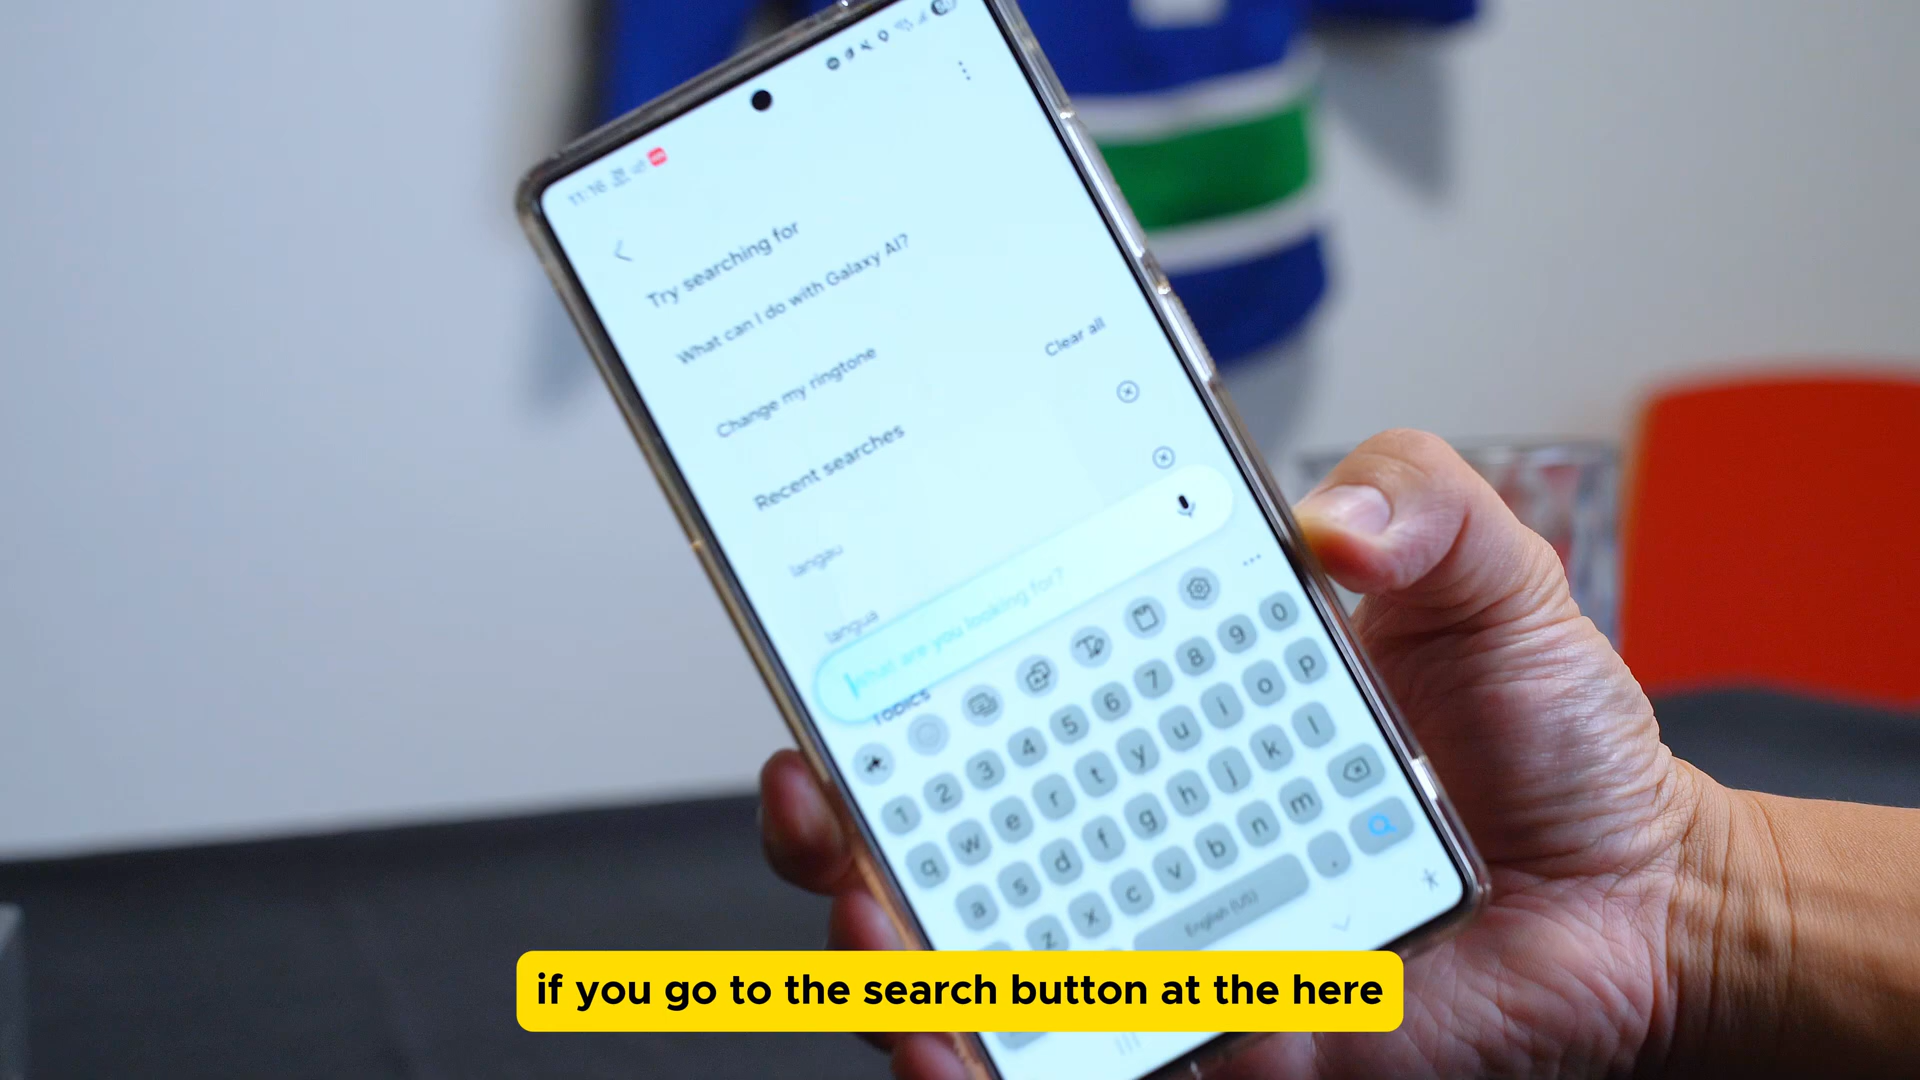 11:16
Try searching for
What can I do with Galaxy AI?
Change my ringtone
Recent searches
Clear all
langau
langua
What are you looking for?
Topics
1 2 3 4 5 6 7 8 9 0
q w e r t y u i o p
a s d f g h j k l
z x c v b n m
English (US) .
if you go to the search button at the here